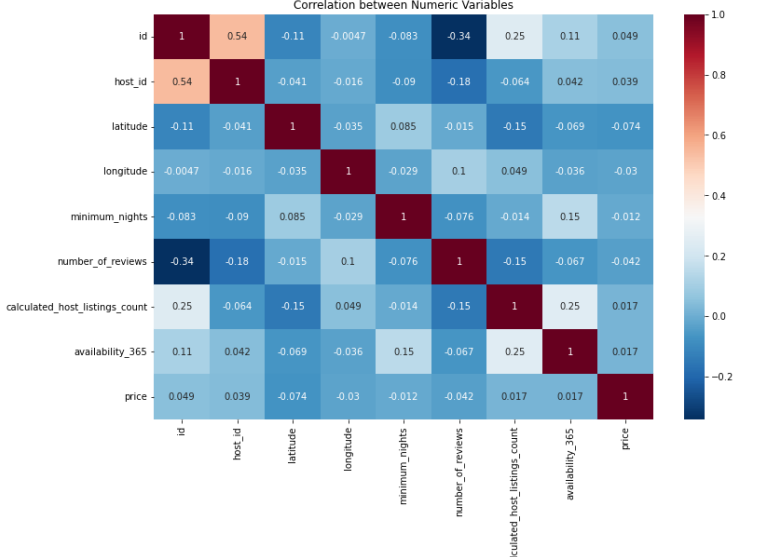 Correlation between Numeric Variables
id 1 0.54 -0.11 -0.0047 -0.083 -0.34 0.25 0.11 0.049
host_id 0.54 1 -0.041 -0.016 -0.09 -0.18 -0.064 0.042 0.039
latitude -0.11 -0.041 1 -0.035 0.085 -0.015 -0.15 -0.069 -0.074
longitude -0.0047 -0.016 -0.035 1 -0.029 0.1 0.049 -0.036 -0.03
minimum_nights -0.083 -0.09 0.085 -0.029 1 -0.076 -0.014 0.15 -0.012
number_of_reviews -0.34 -0.18 -0.015 0.1 -0.076 1 -0.15 -0.067 -0.042
calculated_host_listings_count 0.25 -0.064 -0.15 0.049 -0.014 -0.15 1 0.25 0.017
availability_365 0.11 0.042 -0.069 -0.036 0.15 -0.067 0.25 1 0.017
price 0.049 0.039 -0.074 -0.03 -0.012 -0.042 0.017 0.017 1
id
host_id
latitude
longitude
minimum_nights
number_of_reviews
lculated_host_listings_count
availability_365
price
1.0
0.8
0.6
0.4
0.2
0.0
-0.2